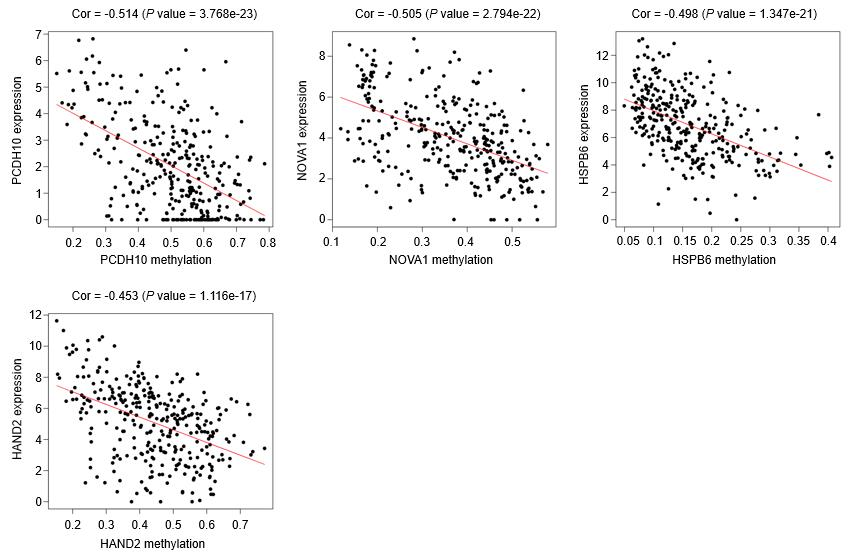 Cor = -0.514 (P value = 3.768e-23)
7
6
5
4
3
2
1
0
PCDH10 expression
0.2 0.3 0.4 0.5 0.6 0.7 0.8
PCDH10 methylation
Cor = -0.505 (P value = 2.794e-22)
8
6
4
2
0
NOVA1 expression
0.1 0.2 0.3 0.4 0.5
NOVA1 methylation
Cor = -0.498 (P value = 1.347e-21)
12
10
8
6
4
2
0
HSPB6 expression
0.05 0.1 0.15 0.2 0.25 0.3 0.35 0.4
HSPB6 methylation
Cor = -0.453 (P value = 1.116e-17)
12
10
8
6
4
2
0
HAND2 expression
0.2 0.3 0.4 0.5 0.6 0.7
HAND2 methylation